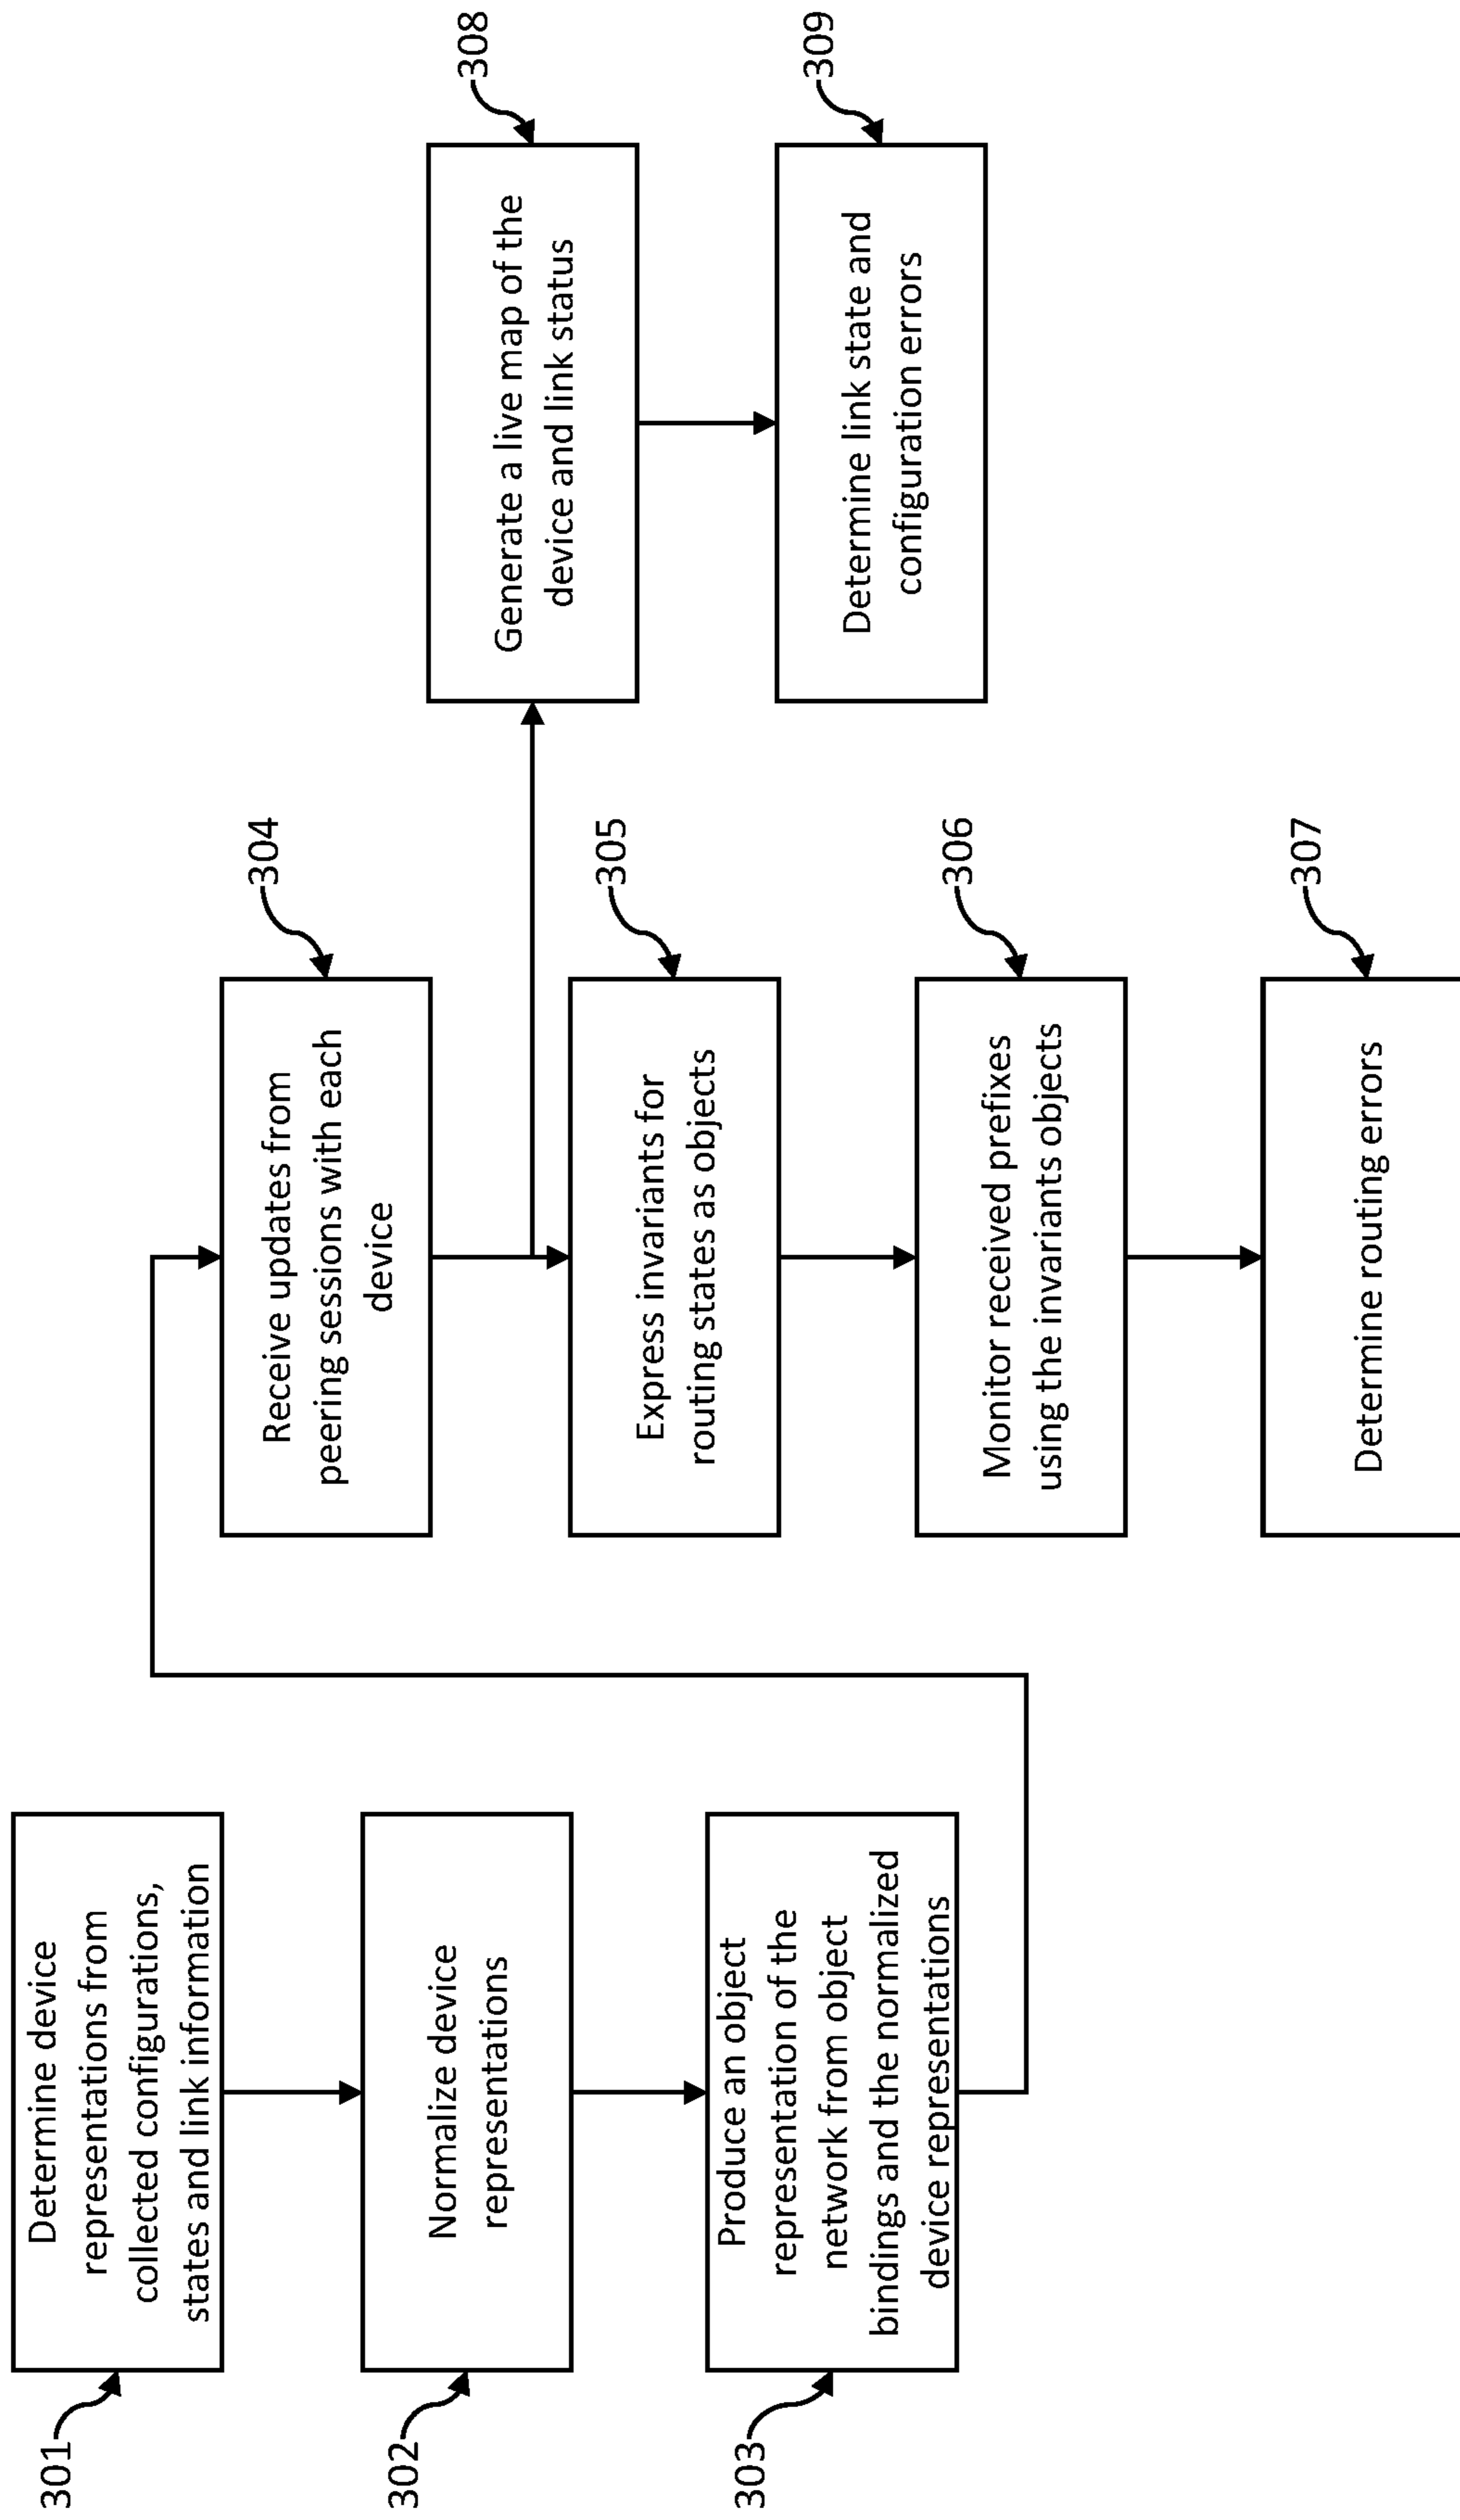 301
Determine device
representations from
collected configurations,
states and link information
302
Normalize device
representations
303
Produce an object
representation of the
network from object
bindings and the normalized
device representations
304
Receive updates from
peering sessions with each
device
305
Express invariants for
routing states as objects
306
Monitor received prefixes
using the invariants objects
307
Determine routing errors
308
Generate a live map of the
device and link status
309
Determine link state and
configuration errors